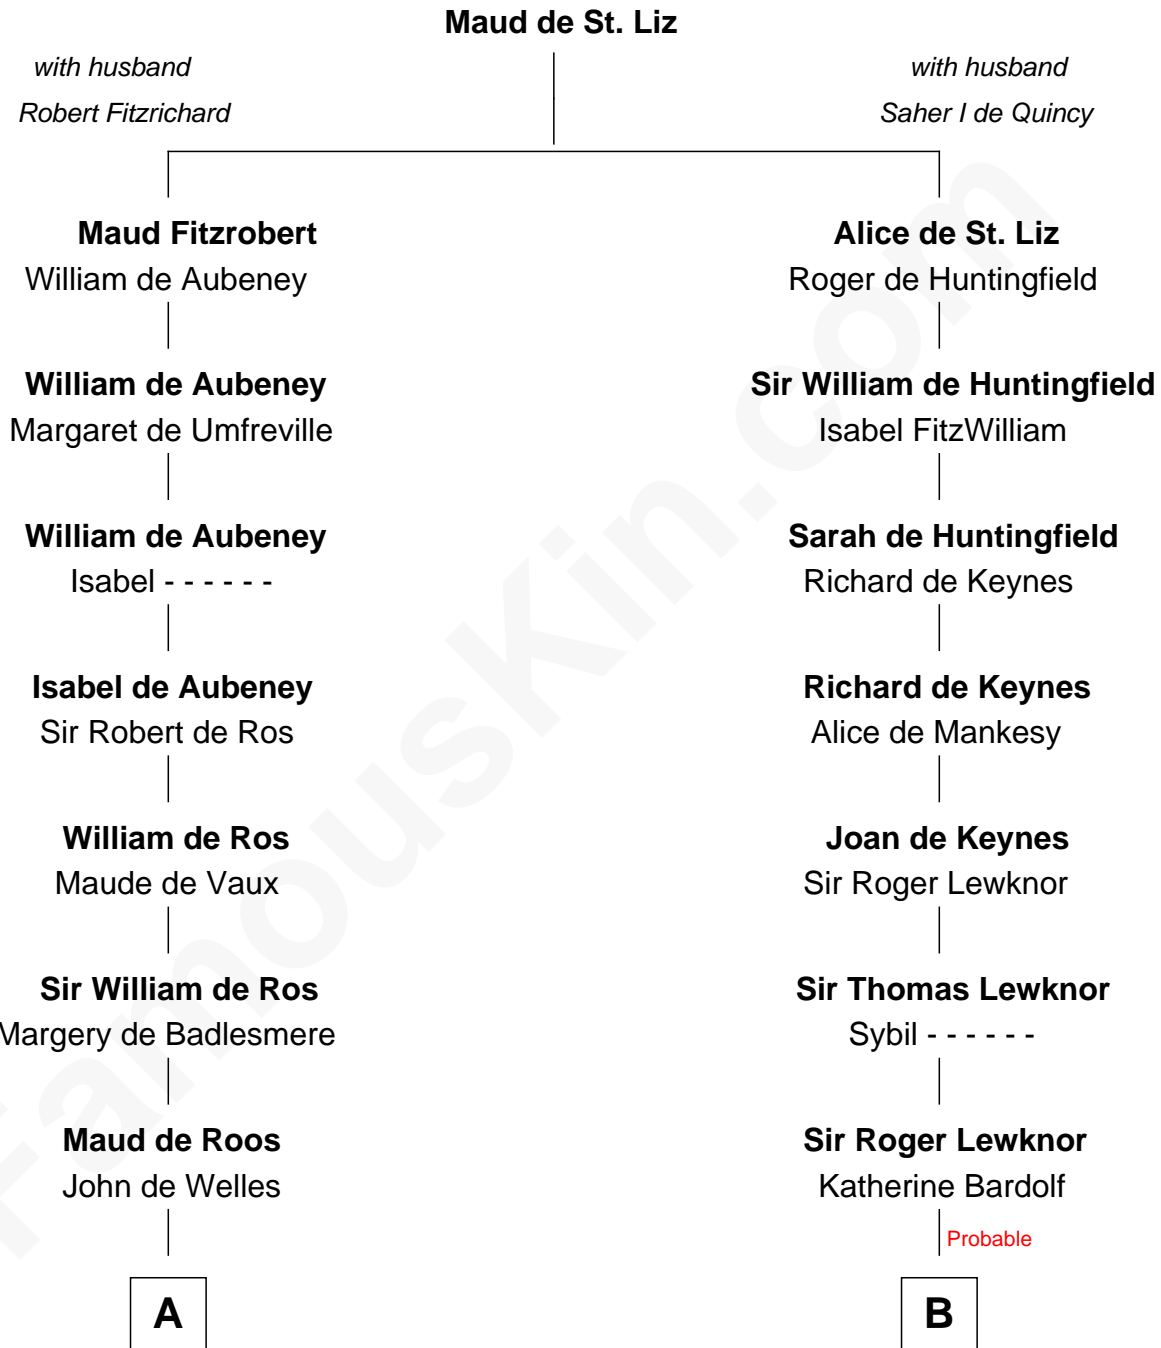 Maud de St. Liz
with husband
Robert Fitzrichard
with husband
Saher I de Quincy
Maud Fitzrobert
William de Aubeney
Alice de St. Liz
Roger de Huntingfield
William de Aubeney
Margaret de Umfreville
Sir William de Huntingfield
Isabel FitzWilliam
William de Aubeney
Isabel - - - - - -
Sarah de Huntingfield
Richard de Keynes
Isabel de Aubeney
Sir Robert de Ros
Richard de Keynes
Alice de Mankesy
William de Ros
Maude de Vaux
Joan de Keynes
Sir Roger Lewknor
Sir William de Ros
Margery de Badlesmere
Sir Thomas Lewknor
Sybil - - - - - -
Maud de Roos
John de Welles
Sir Roger Lewknor
Katherine Bardolf
Probable
A
B
FamousKin.com